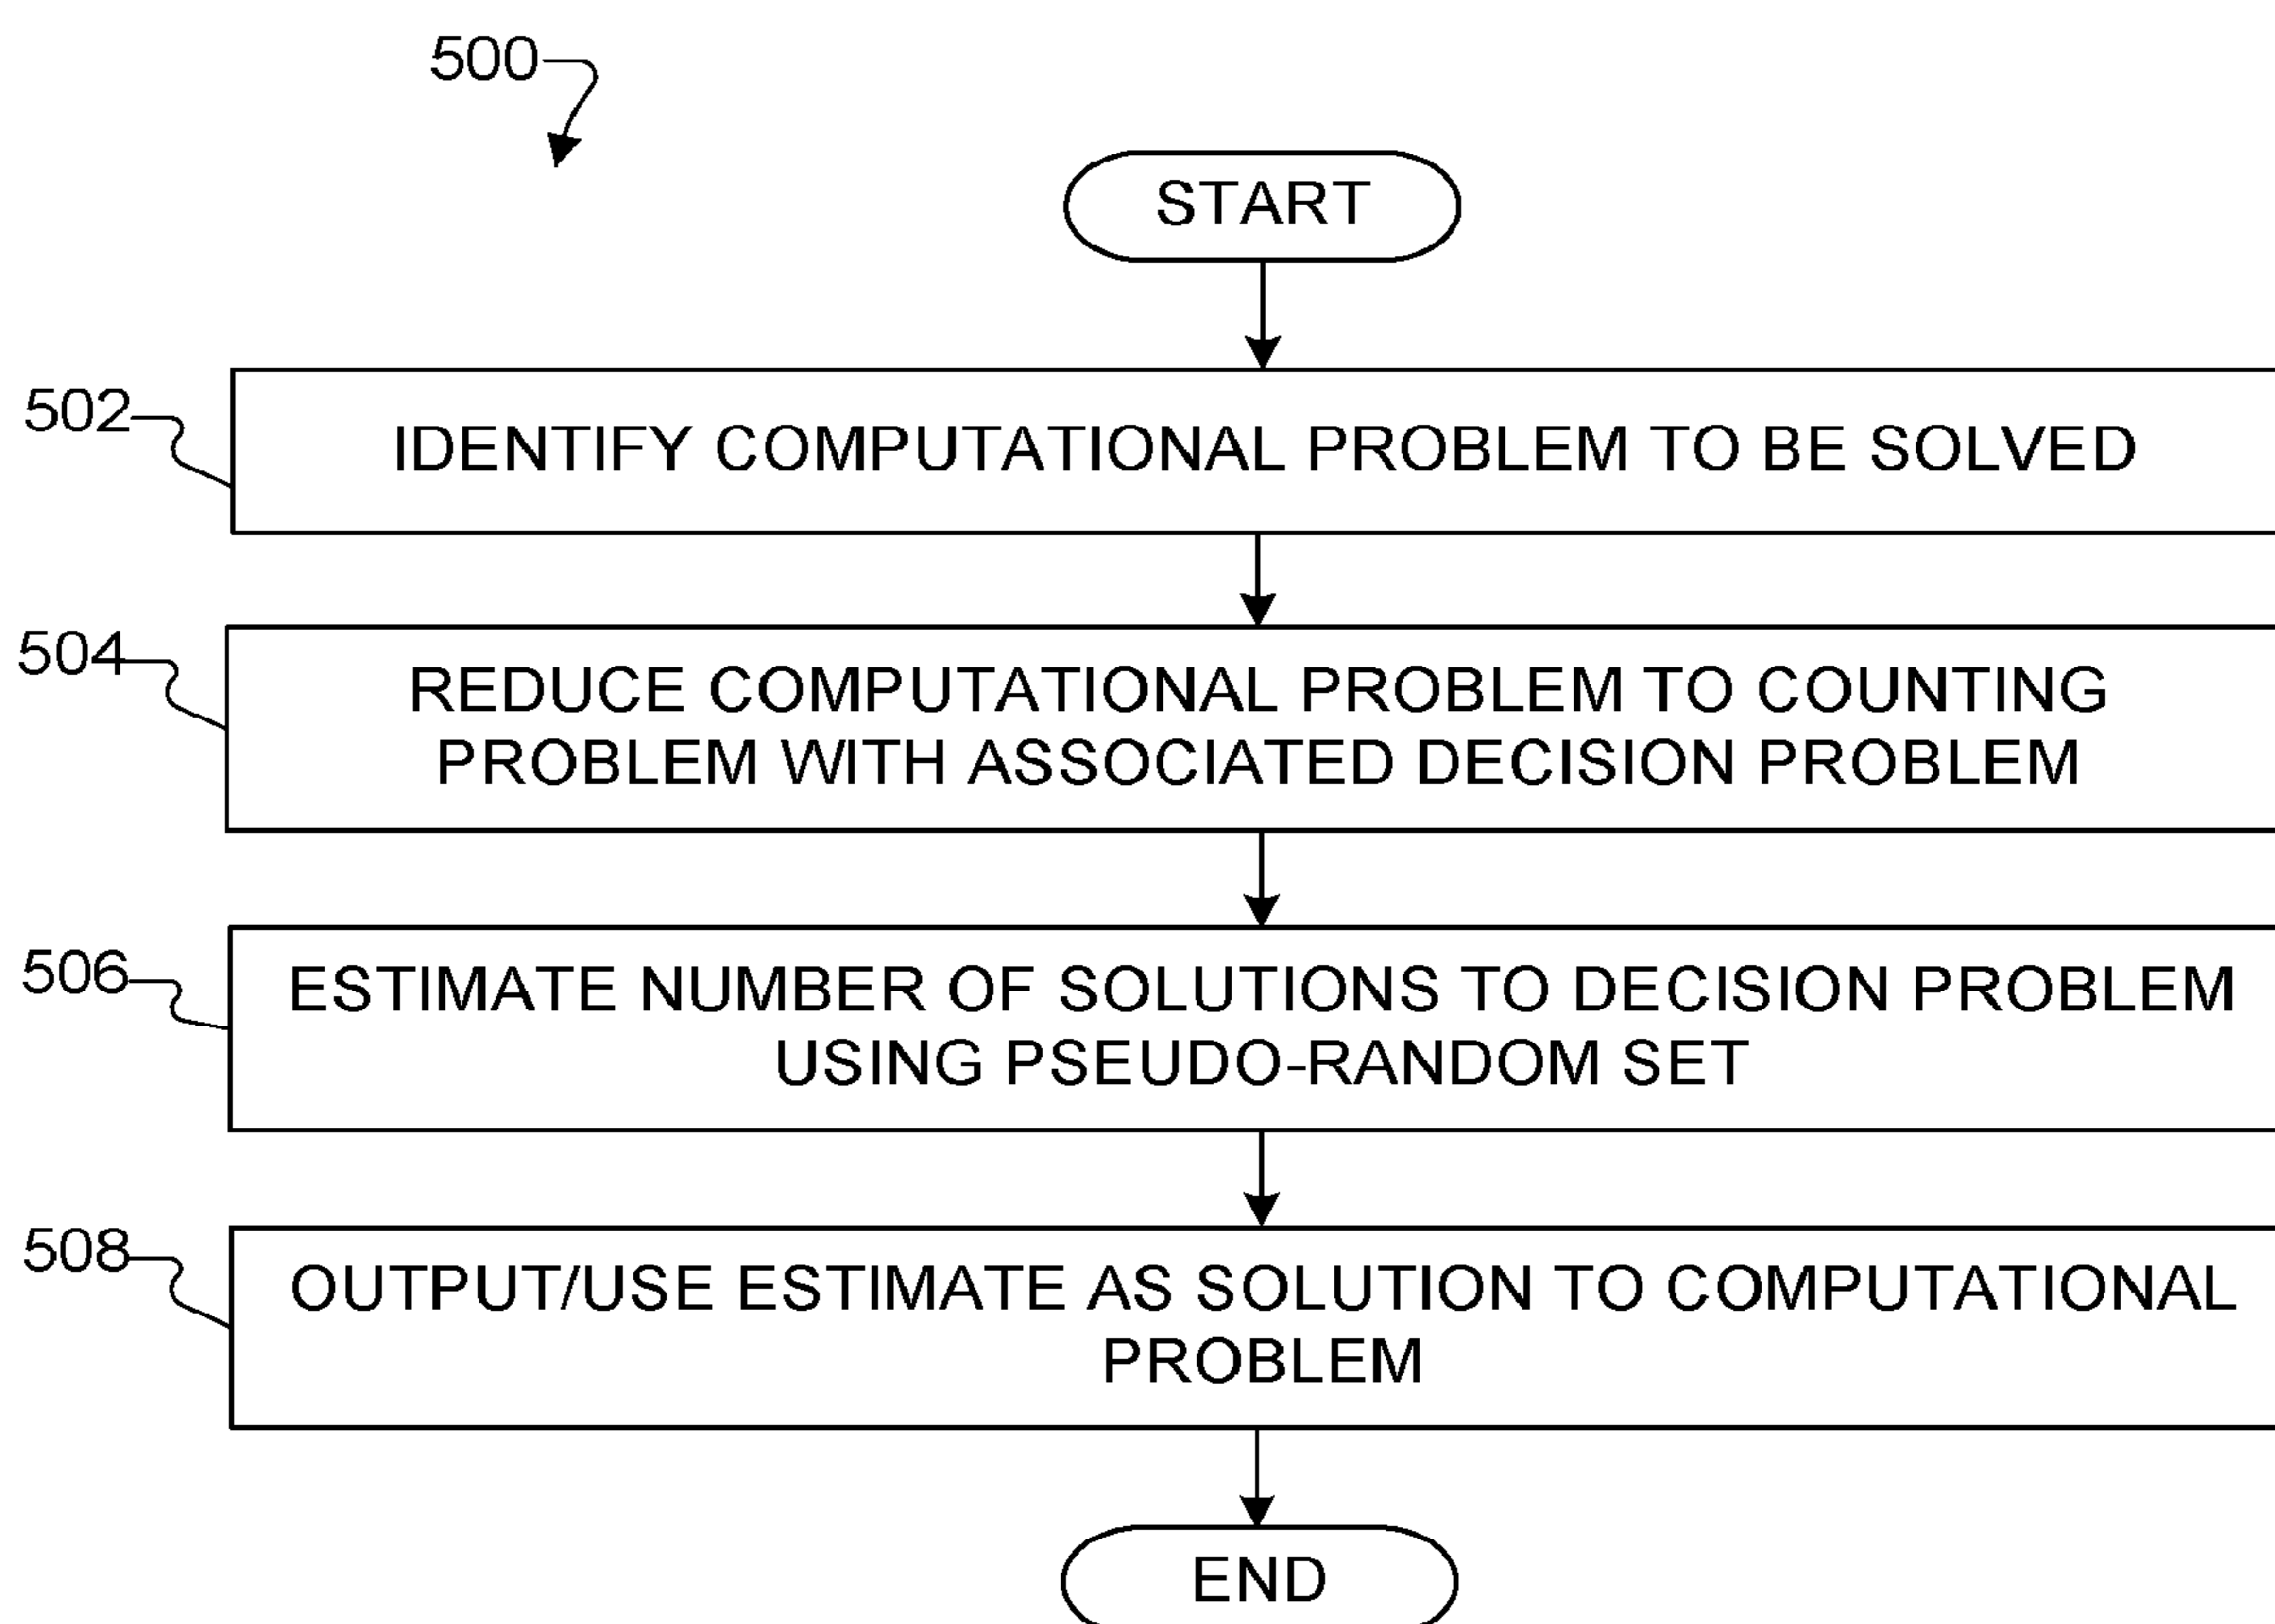 500
START
502
IDENTIFY COMPUTATIONAL PROBLEM TO BE SOLVED
504
REDUCE COMPUTATIONAL PROBLEM TO COUNTING
PROBLEM WITH ASSOCIATED DECISION PROBLEM
506
ESTIMATE NUMBER OF SOLUTIONS TO DECISION PROBLEM
USING PSEUDO-RANDOM SET
508
OUTPUT/USE ESTIMATE AS SOLUTION TO COMPUTATIONAL
PROBLEM
END